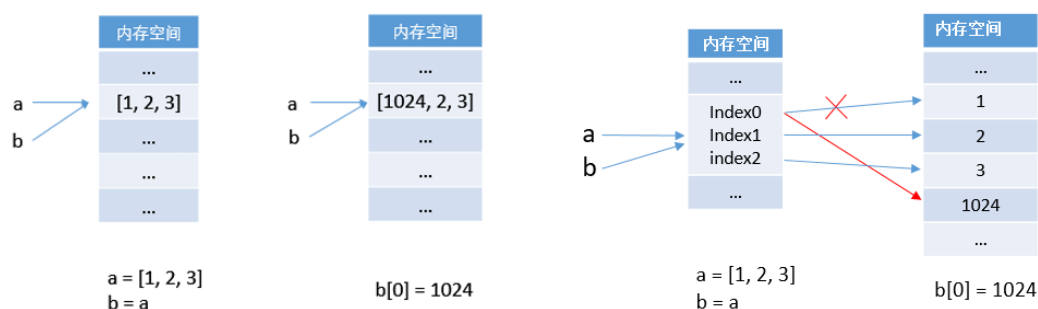 内存空间
...
a
[1, 2, 3]
b
...
...
...
a = [1, 2, 3]
b = a
内存空间
...
a
[1024, 2, 3]
b
...
...
...
b[0] = 1024
内存空间
...
a
b
Index0
Index1
index2
...
a = [1, 2, 3]
b = a
内存空间
...
1
2
3
1024
...
b[0] = 1024